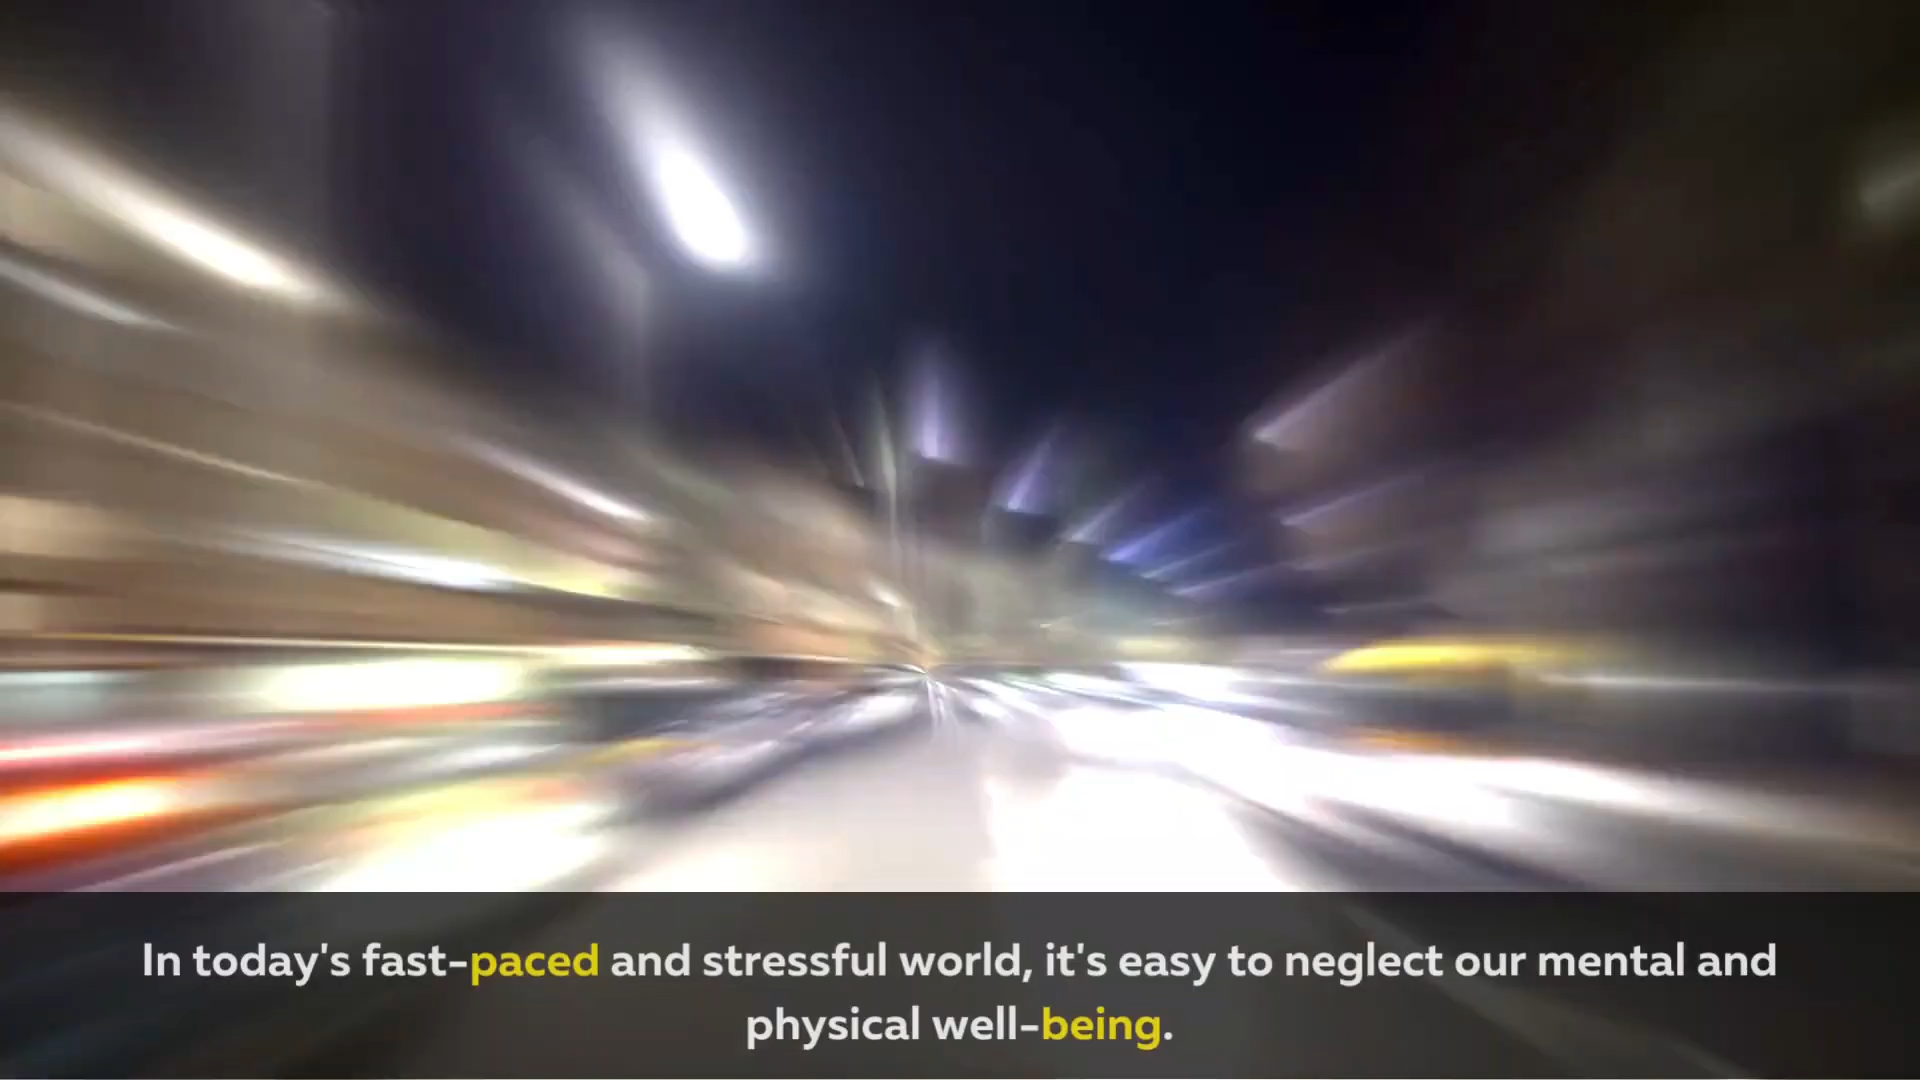 In today's fast-paced and stressful world, it's easy to neglect our mental and
physical well-being.